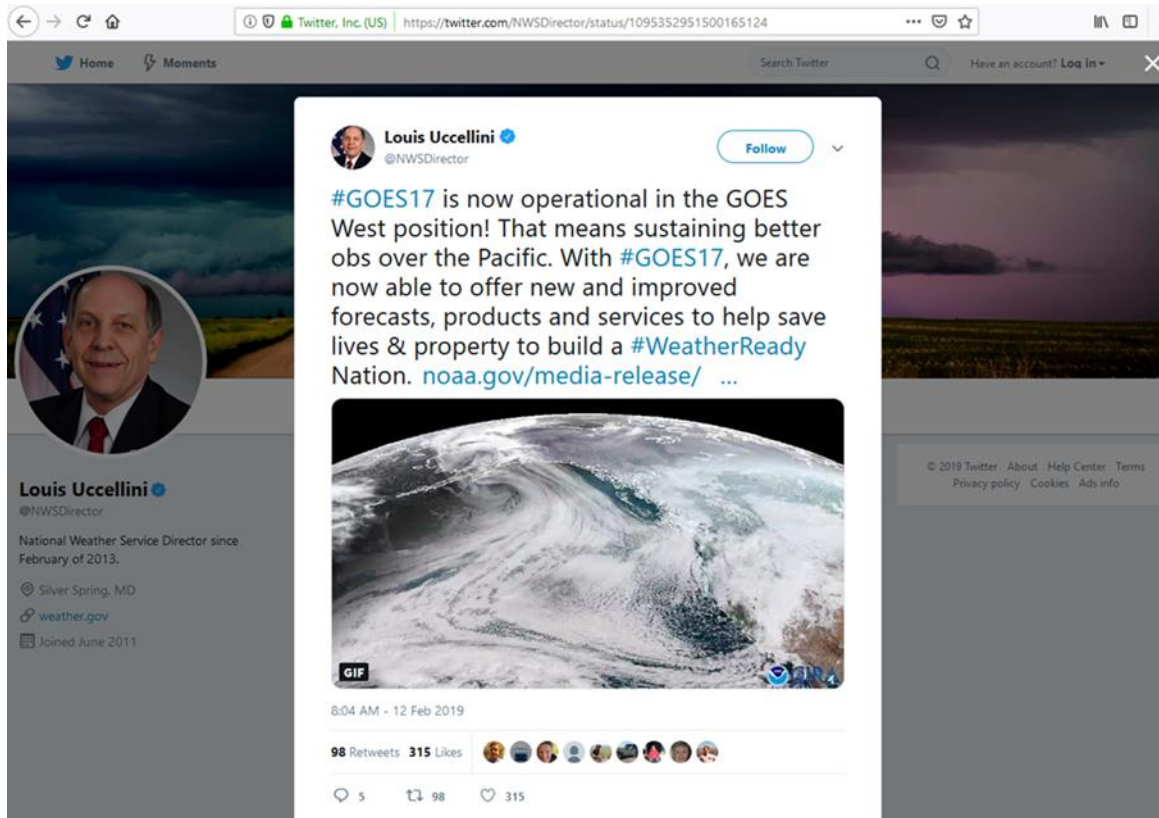 Twitter, Inc. (US) https://twitter.com/NWSDirector/status/1095352951500165124
Home Moments Search Twitter Have an account? Log in
Louis Uccellini
@NWSDirector
Follow
#GOES17 is now operational in the GOES
West position! That means sustaining better
obs over the Pacific. With #GOES17, we are
now able to offer new and improved
forecasts, products and services to help save
lives & property to build a #WeatherReady
Nation. noaa.gov/media-release/ ...
GIF
CIRA
8:04 AM - 12 Feb 2019
98 Retweets 315 Likes
5 98 315
Louis Uccellini
@NWSDirector
National Weather Service Director since
February of 2013.
Silver Spring, MD
weather.gov
Joined June 2011
© 2019 Twitter About Help Center Terms
Privacy policy Cookies Ads info